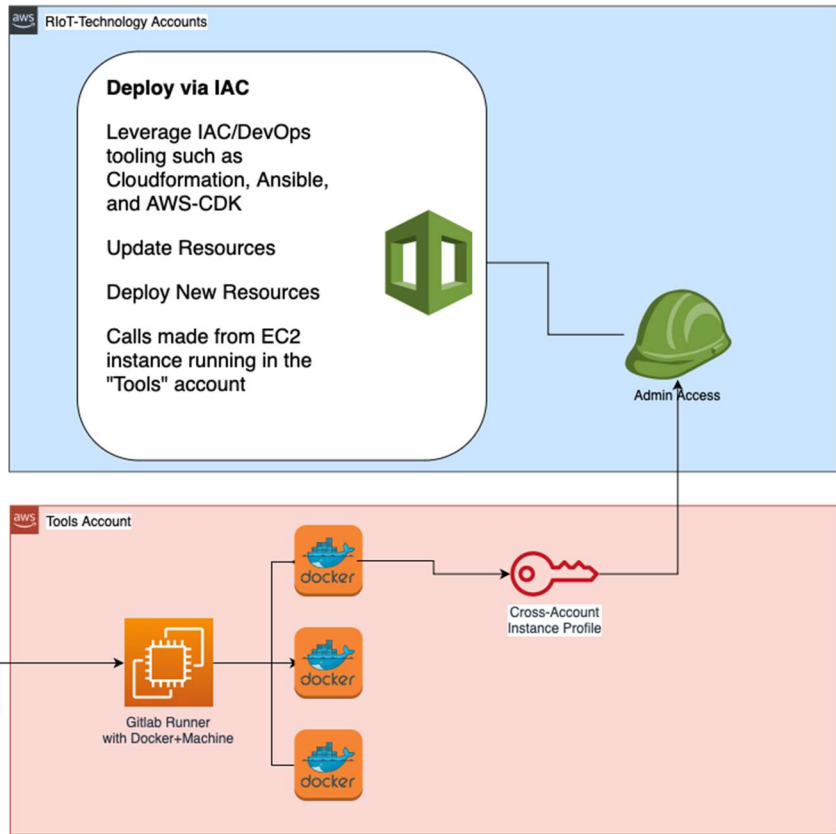 aws
RIoT-Technology Accounts
Deploy via IAC
Leverage IAC/DevOps
tooling such as
Cloudformation, Ansible,
and AWS-CDK
Update Resources
Deploy New Resources
Calls made from EC2
instance running in the
"Tools" account
Admin Access
aws
Tools Account
docker
Cross-Account
Instance Profile
docker
Gitlab Runner
with Docker+Machine
docker